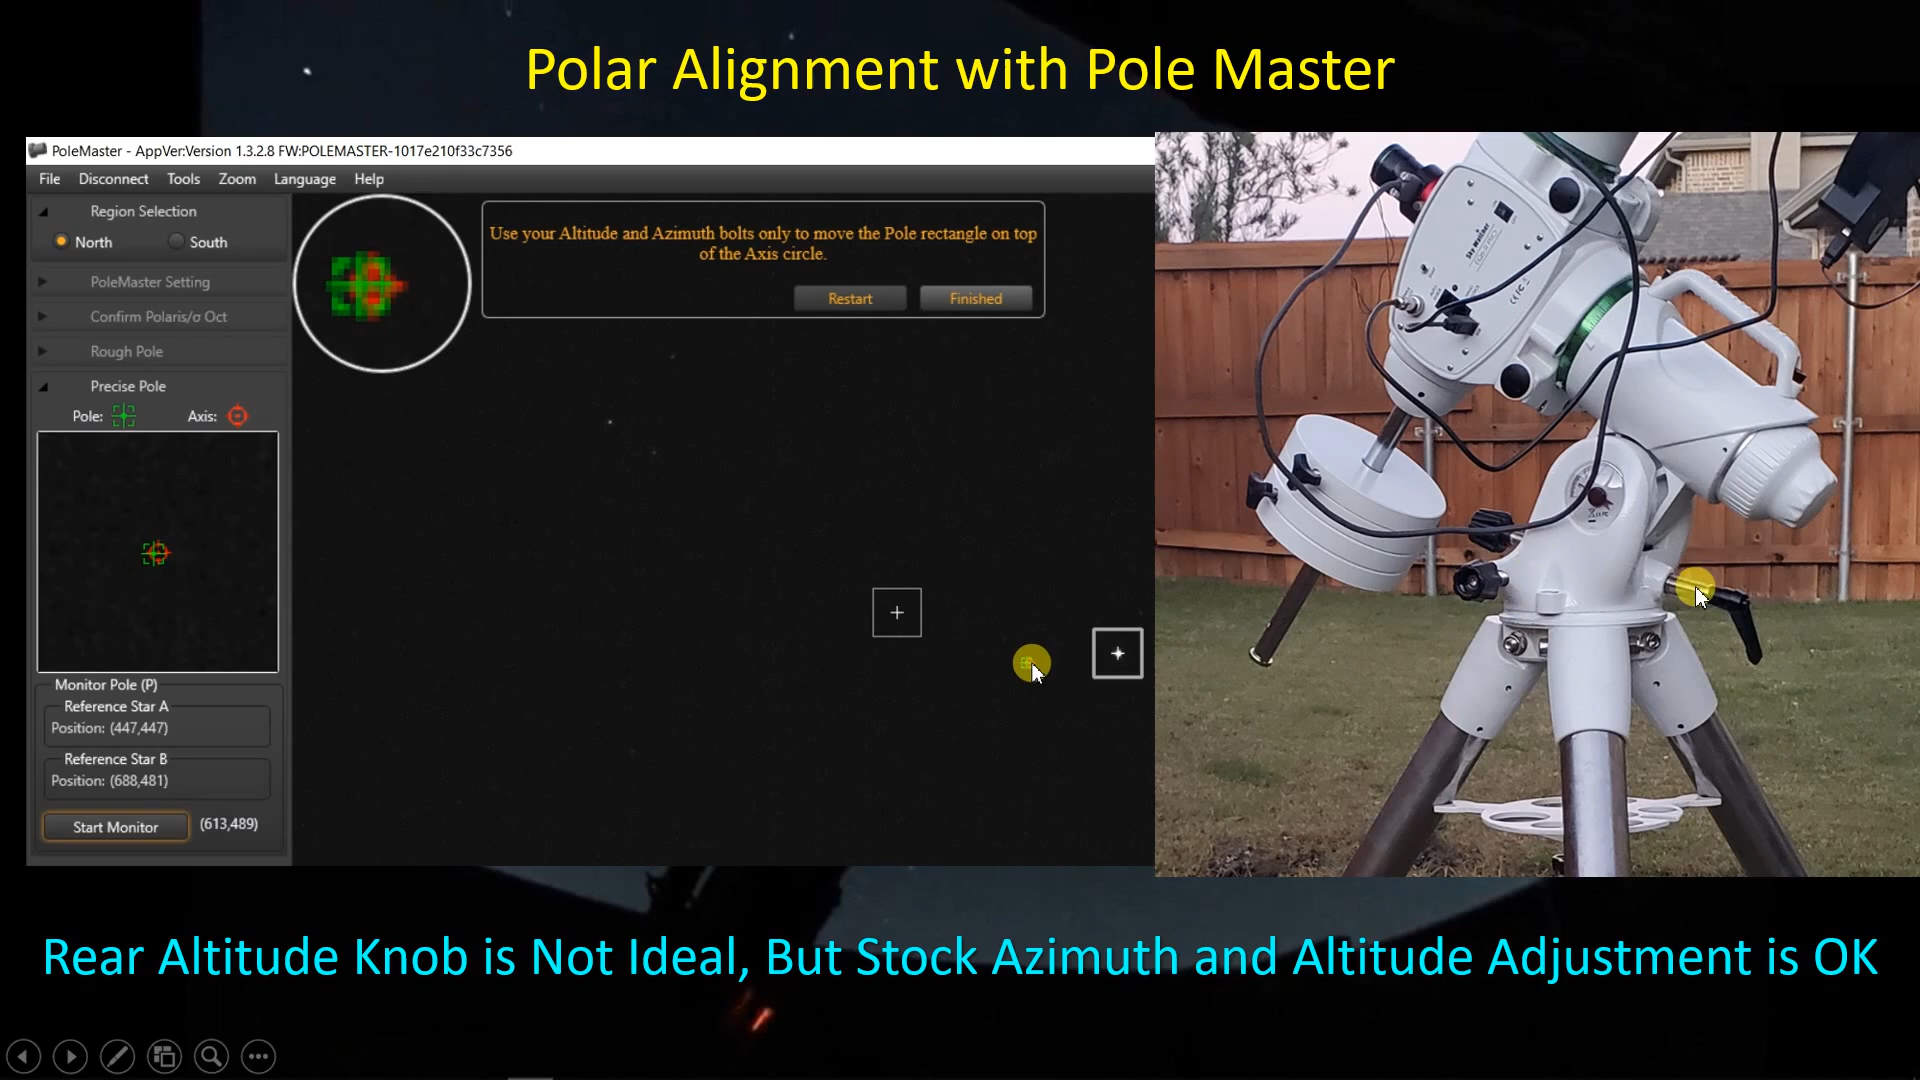 Polar Alignment with Pole Master
PoleMaster - AppVer:Version 1.3.2.8 FW:POLEMASTER-1017e210f33c7356
File Disconnect Tools Zoom Language Help
Region Selection
North South
PoleMaster Setting
Confirm Polaris/σ Oct
Rough Pole
Precise Pole
Pole: Axis:
Monitor Pole (P)
Reference Star A
Position: (447,447)
Reference Star B
Position: (688,481)
Start Monitor (613,489)
Use your Altitude and Azimuth bolts only to move the Pole rectangle on top
of the Axis circle.
Restart Finished
Sky-Watcher
Rear Altitude Knob is Not Ideal, But Stock Azimuth and Altitude Adjustment is OK